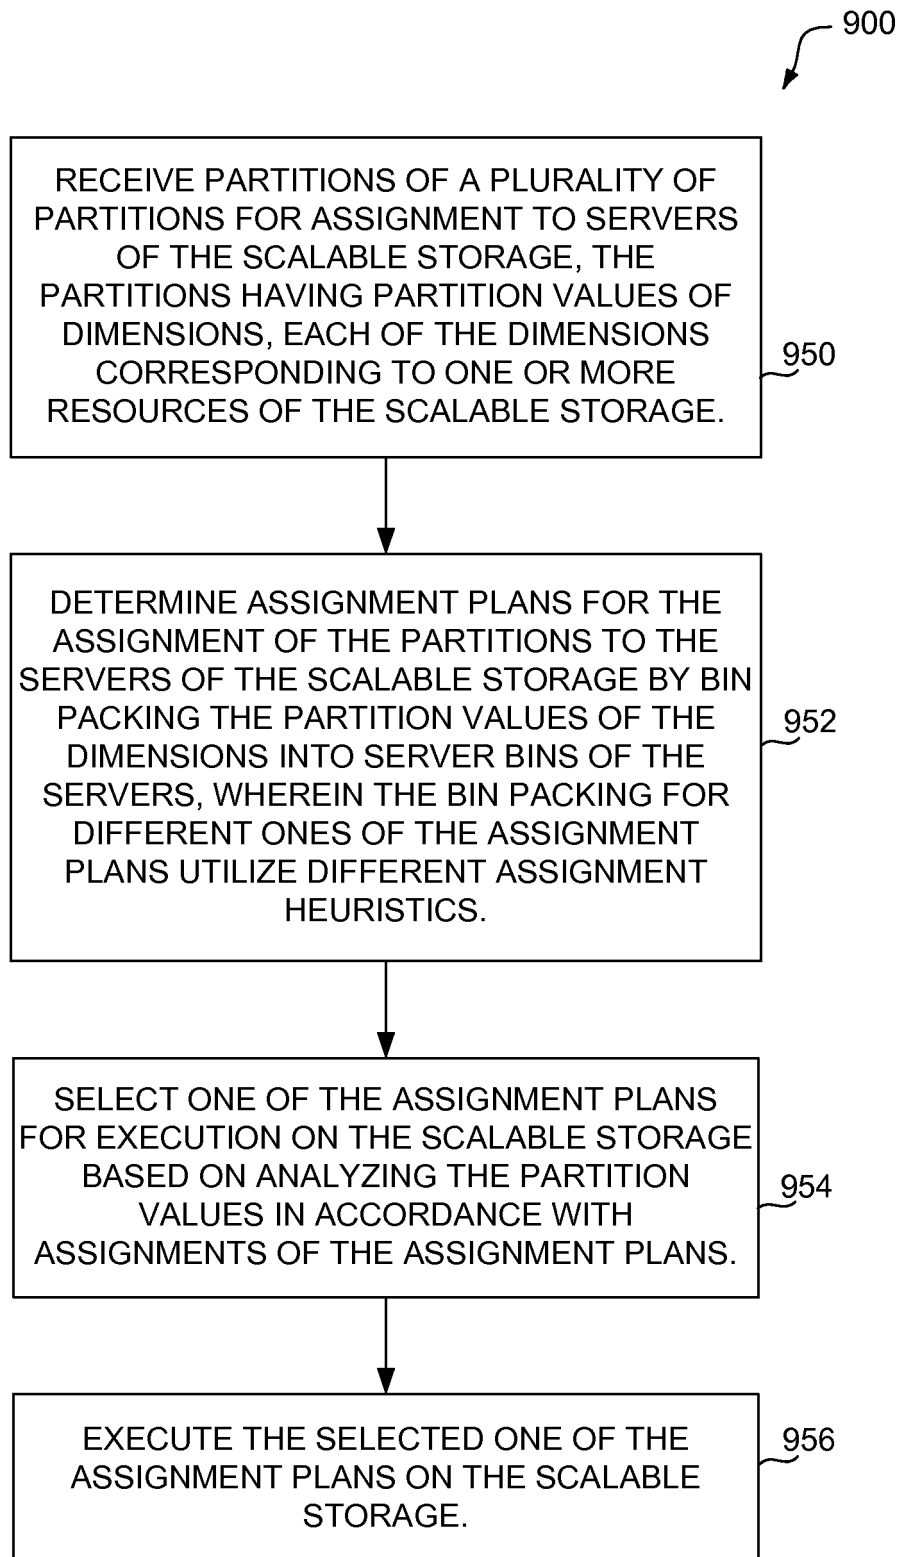 900
RECEIVE PARTITIONS OF A PLURALITY OF
PARTITIONS FOR ASSIGNMENT TO SERVERS
OF THE SCALABLE STORAGE, THE
PARTITIONS HAVING PARTITION VALUES OF
DIMENSIONS, EACH OF THE DIMENSIONS
CORRESPONDING TO ONE OR MORE
RESOURCES OF THE SCALABLE STORAGE.
950
DETERMINE ASSIGNMENT PLANS FOR THE
ASSIGNMENT OF THE PARTITIONS TO THE
SERVERS OF THE SCALABLE STORAGE BY BIN
PACKING THE PARTITION VALUES OF THE
DIMENSIONS INTO SERVER BINS OF THE
SERVERS, WHEREIN THE BIN PACKING FOR
DIFFERENT ONES OF THE ASSIGNMENT
PLANS UTILIZE DIFFERENT ASSIGNMENT
HEURISTICS.
952
SELECT ONE OF THE ASSIGNMENT PLANS
FOR EXECUTION ON THE SCALABLE STORAGE
BASED ON ANALYZING THE PARTITION
VALUES IN ACCORDANCE WITH
ASSIGNMENTS OF THE ASSIGNMENT PLANS.
954
EXECUTE THE SELECTED ONE OF THE
ASSIGNMENT PLANS ON THE SCALABLE
STORAGE.
956